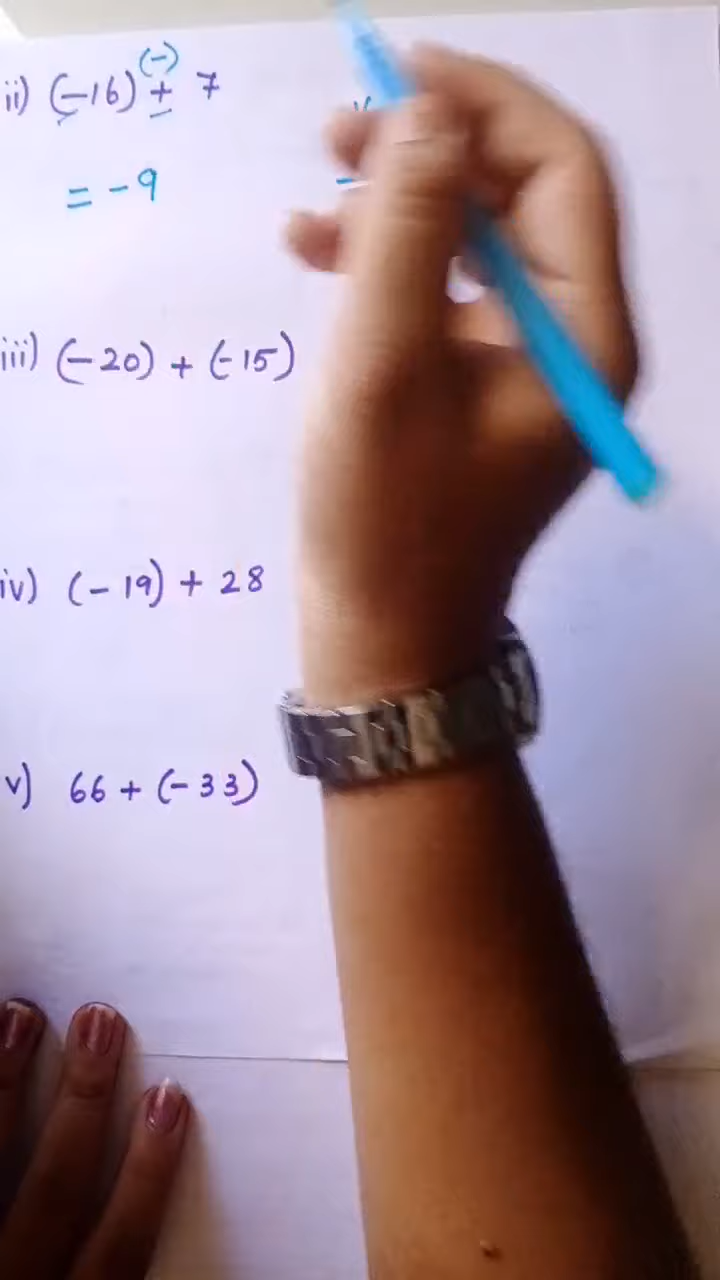 (-)
ii) (-16) + 7
= -9
iii) (-20) + (-15)
iv) (-19) + 28
v) 66 + (-33)